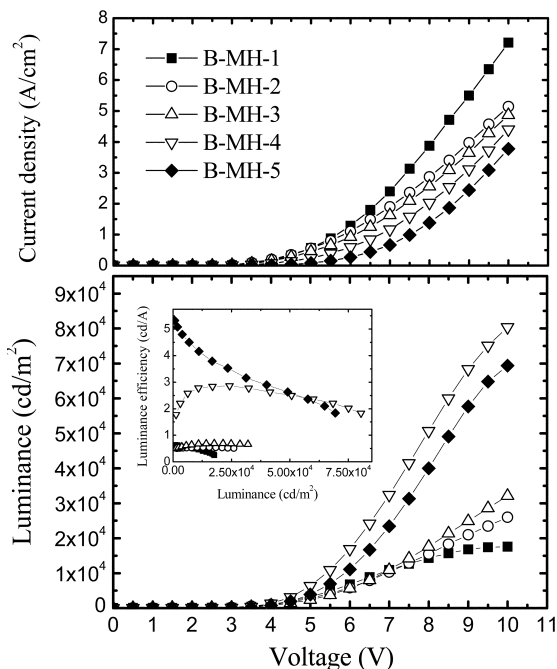 8
7
6
5
4
3
2
1
0
Current density (A/cm²)
B-MH-1
B-MH-2
B-MH-3
B-MH-4
B-MH-5
9x10⁴
8x10⁴
7x10⁴
6x10⁴
5x10⁴
4x10⁴
3x10⁴
2x10⁴
1x10⁴
0
Luminance (cd/m²)
5
4
3
2
1
0
Luminance efficiency (cd/A)
0.00 2.50x10⁴ 5.00x10⁴ 7.50x10⁴
Luminance (cd/m²)
0 1 2 3 4 5 6 7 8 9 10
Voltage (V)